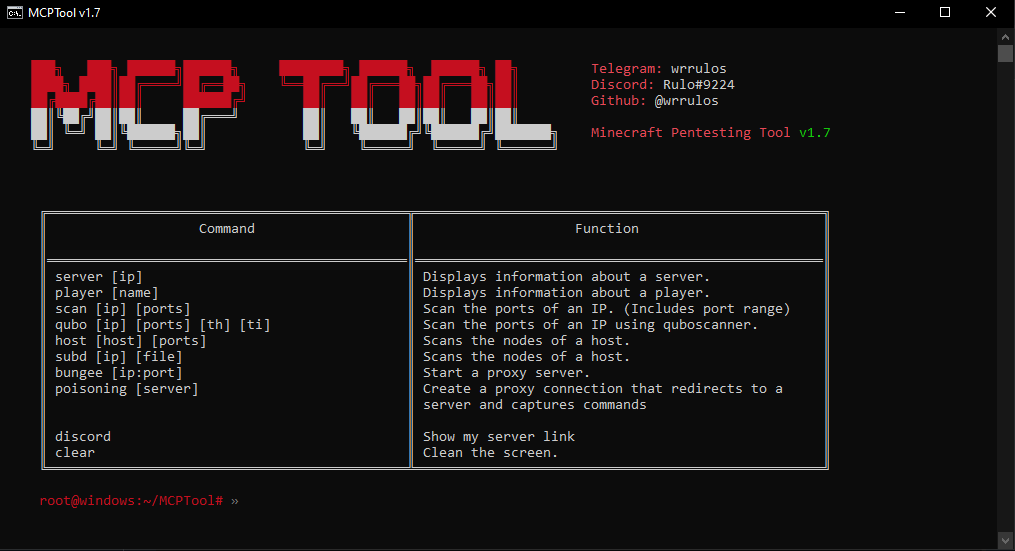 MCPTool v1.7
MCP TOOL
Telegram: wrrulos
Discord: Rulo#9224
Github: @wrrulos
Minecraft Pentesting Tool v1.7
Command Function
server [ip] Displays information about a server.
player [name] Displays information about a player.
scan [ip] [ports] Scan the ports of an IP. (Includes port range)
qubo [ip] [ports] [th] [ti] Scan the ports of an IP using quboscanner.
host [host] [ports] Scans the nodes of a host.
subd [ip] [file] Scans the nodes of a host.
bungee [ip:port] Start a proxy server.
poisoning [server] Create a proxy connection that redirects to a
server and captures commands
discord Show my server link
clear Clean the screen.
root@windows:~/MCPTool# »